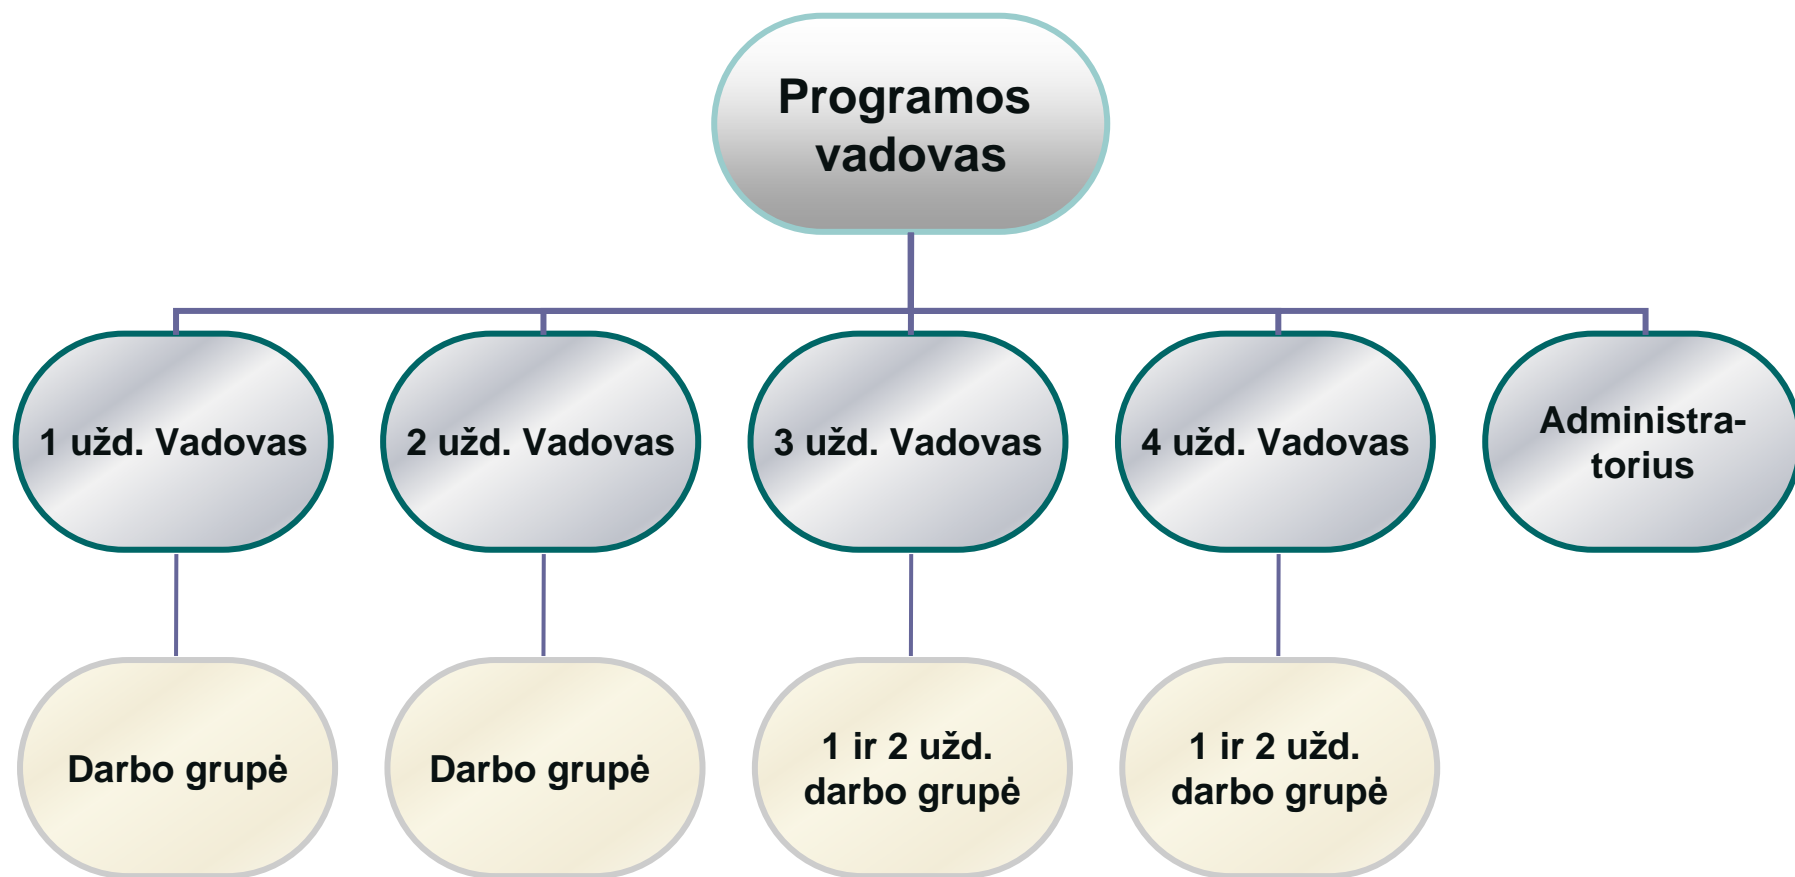 Programos
vadovas
1 užd. Vadovas
2 užd. Vadovas
3 užd. Vadovas
4 užd. Vadovas
Administra-
torius
Darbo grupė
Darbo grupė
1 ir 2 užd.
darbo grupė
1 ir 2 užd.
darbo grupė